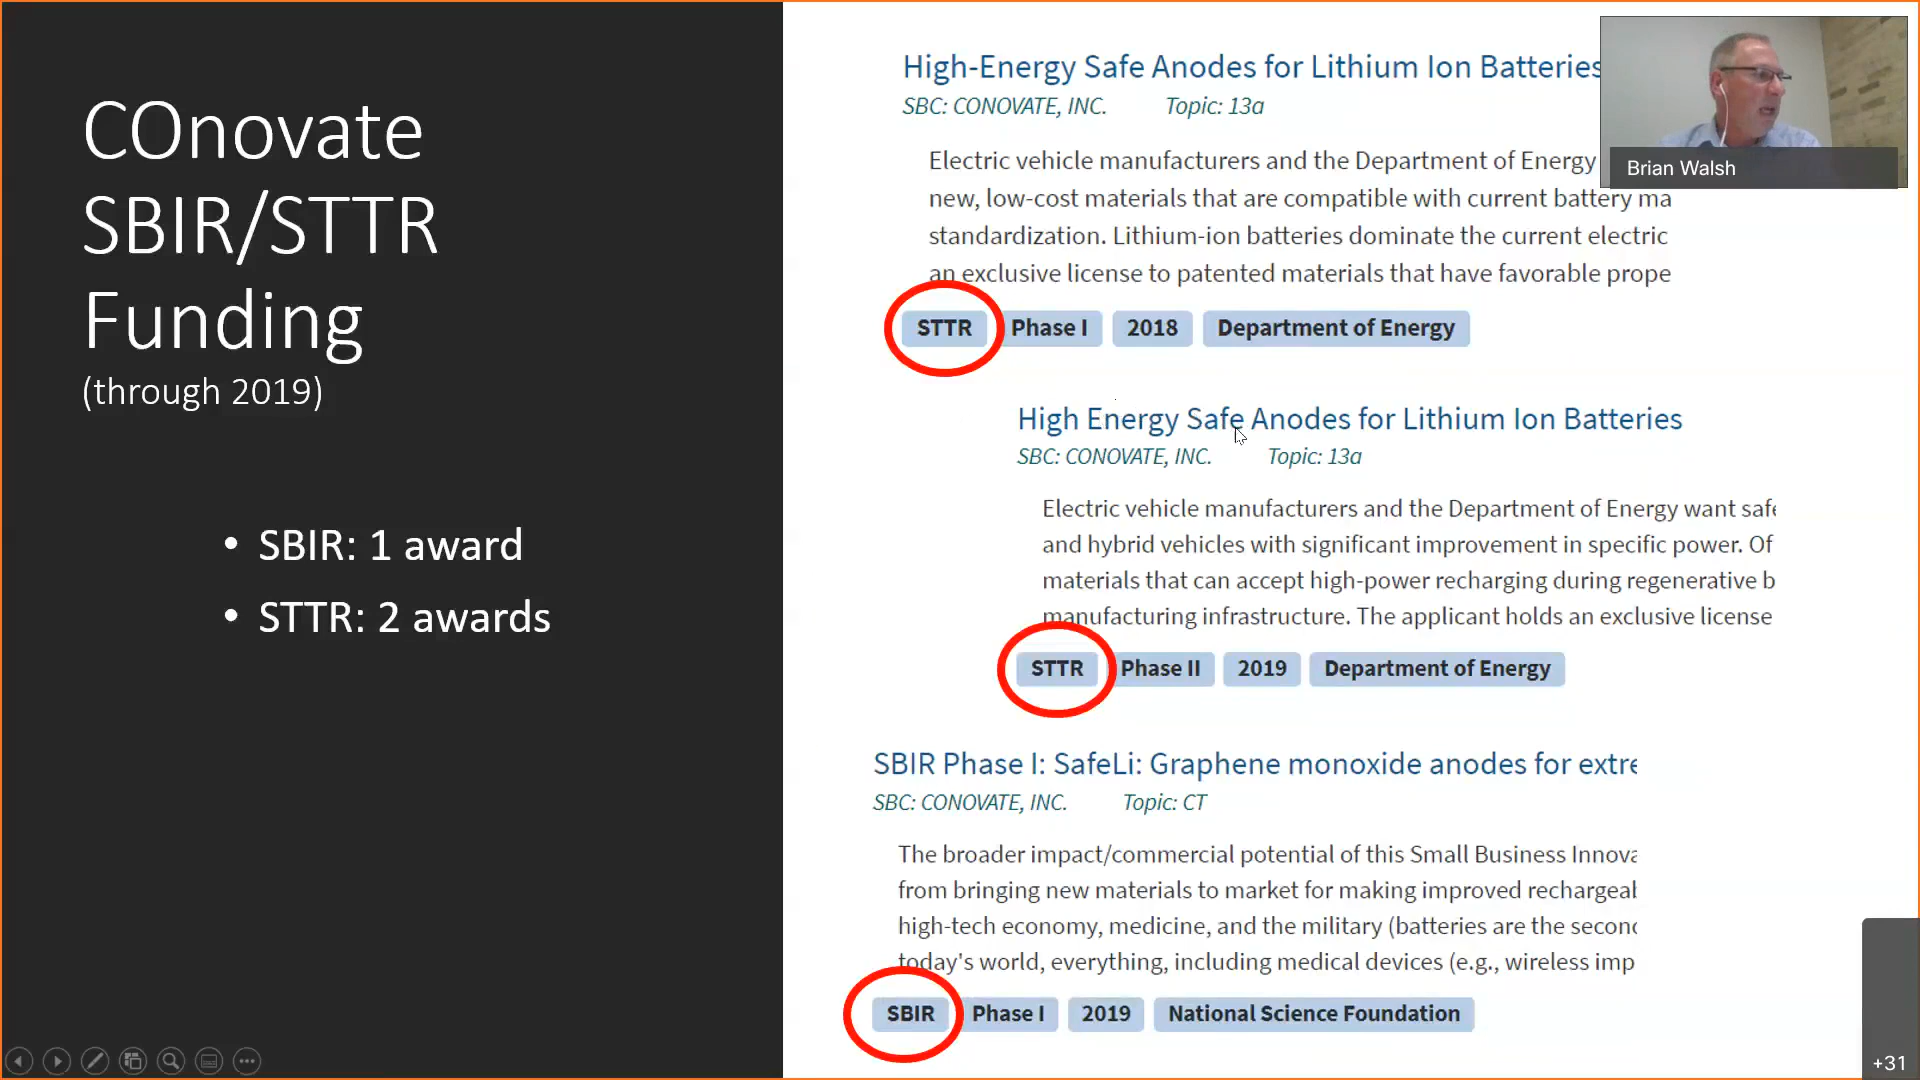 COnovate
SBIR/STTR
Funding
(through 2019)
• SBIR: 1 award
• STTR: 2 awards
High-Energy Safe Anodes for Lithium Ion Batteries
SBC: CONOVATE, INC. Topic: 13a
Electric vehicle manufacturers and the Department of Energy
new, low-cost materials that are compatible with current battery ma
standardization. Lithium-ion batteries dominate the current electric
an exclusive license to patented materials that have favorable prope
STTR Phase I 2018 Department of Energy
High Energy Safe Anodes for Lithium Ion Batteries
SBC: CONOVATE, INC. Topic: 13a
Electric vehicle manufacturers and the Department of Energy want safe
and hybrid vehicles with significant improvement in specific power. Of
materials that can accept high-power recharging during regenerative b
manufacturing infrastructure. The applicant holds an exclusive license
STTR Phase II 2019 Department of Energy
SBIR Phase I: SafeLi: Graphene monoxide anodes for extre
SBC: CONOVATE, INC. Topic: CT
The broader impact/commercial potential of this Small Business Innova
from bringing new materials to market for making improved rechargeab
high-tech economy, medicine, and the military (batteries are the second
today's world, everything, including medical devices (e.g., wireless imp
SBIR Phase I 2019 National Science Foundation
Brian Walsh
+31